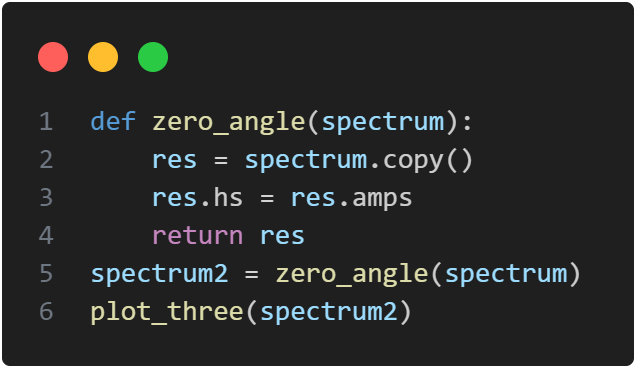 1 def zero_angle(spectrum):
2     res = spectrum.copy()
3     res.hs = res.amps
4     return res
5 spectrum2 = zero_angle(spectrum)
6 plot_three(spectrum2)